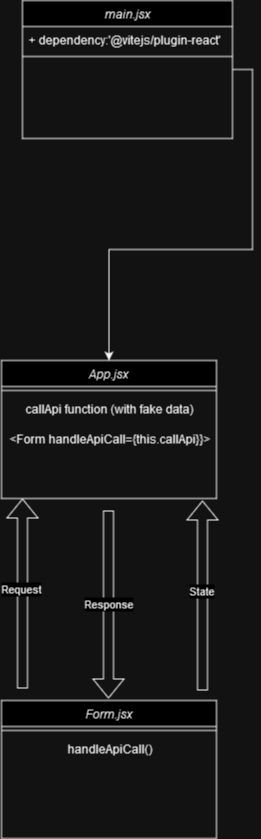 main.jsx
+ dependency:'@vitejs/plugin-react'
App.jsx
callApi function (with fake data)
<Form handleApiCall={this.callApi}}>
Request
Response
State
Form.jsx
handleApiCall()